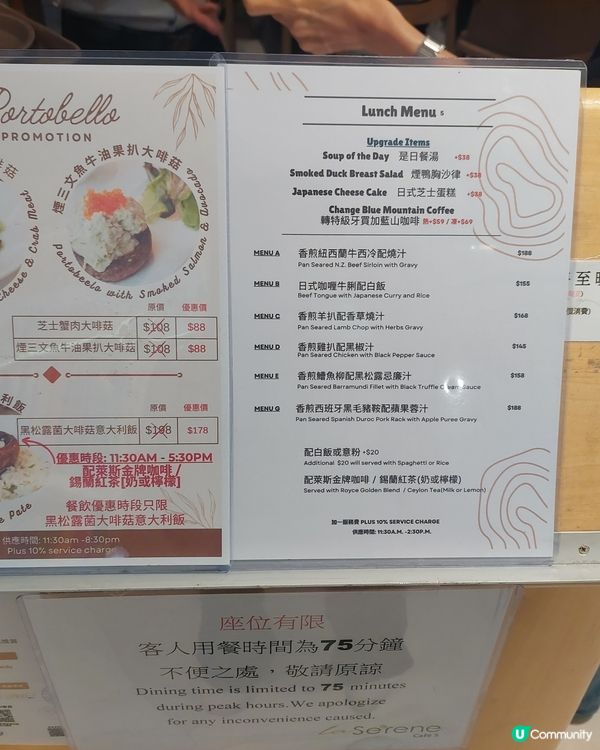 Portobello
PROMOTION
煙三文魚牛油果扒大啡菇
Cheese & Crab Meat
portobello with Smoked Salmon & Avocado
原價 優惠價
芝士蟹肉大啡菇 $108 $88
煙三文魚牛油果扒大啡菇 $108 $88
原價 優惠價
黑松露菌大啡菇意大利飯 $198 $178
優惠時段: 11:30AM - 5:30PM
配萊斯金牌咖啡 /
錫蘭紅茶[奶或檸檬]
餐飲優惠時段只限
黑松露菌大啡菇意大利飯
供應時間: 11:30am -8:30pm
Plus 10% service charge
Lunch Menu s
Upgrade Items
Soup of the Day 是日餐湯 +$38
Smoked Duck Breast Salad 煙鴨胸沙律 +$38
Japanese Cheese Cake 日式芝士蛋糕 +$38
Change Blue Mountain Coffee
轉特級牙買加藍山咖啡 熱+$59 / 凍+$69
MENU A 香煎紐西蘭牛西冷配燒汁 $188
Pan Seared N.Z. Beef Sirloin with Gravy
MENU B 日式咖喱牛脷配白飯 $155
Beef Tongue with Japanese Curry and Rice
MENU C 香煎羊扒配香草燒汁 $168
Pan Seared Lamb Chop with Herbs Gravy
MENU D 香煎雞扒配黑椒汁 $145
Pan Seared Chicken with Black Pepper Sauce
MENU E 香煎鱸魚柳配黑松露忌廉汁 $158
Pan Seared Barramundi Fillet with Black Truffle Cream Sauce
MENU G 香煎西班牙黑毛豬鞍配蘋果蓉汁 $188
Pan Seared Spanish Duroc Pork Rack with Apple Puree Gravy
配白飯或意粉 +$20
Additional $20 will served with Spaghetti or Rice
配萊斯金牌咖啡 / 錫蘭紅茶(奶或檸檬)
Served with Royce Golden Blend / Ceylon Tea(Milk or Lemon)
加一服務費 PLUS 10% SERVICE CHARGE
供應時間: 11:30A.M. -2:30P.M.
座位有限
客人用餐時間為75分鐘
不便之處，敬請原諒
Dining time is limited to 75 minutes
during peak hours. We apologize
for any inconvenience caused.
La Serene
Café S
U Community